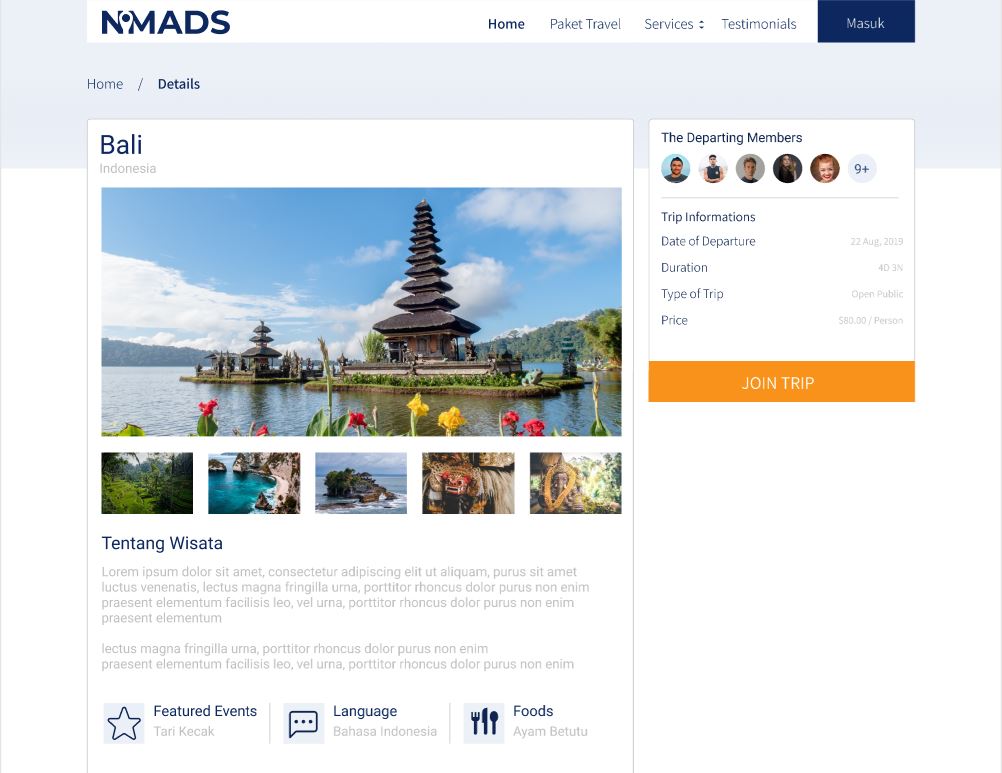 NOMADS
Home Paket Travel Services Testimonials Masuk
Home / Details
Bali
Indonesia
Tentang Wisata
Lorem ipsum dolor sit amet, consectetur adipiscing elit ut aliquam, purus sit amet
luctus venenatis, lectus magna fringilla urna, porttitor rhoncus dolor purus non enim
praesent elementum facilisis leo, vel urna, porttitor rhoncus dolor purus non enim
praesent elementum
lectus magna fringilla urna, porttitor rhoncus dolor purus non enim
praesent elementum facilisis leo, vel urna, porttitor rhoncus dolor purus non enim
Featured Events
Tari Kecak
Language
Bahasa Indonesia
Foods
Ayam Betutu
The Departing Members
9+
Trip Informations
Date of Departure 22 Aug, 2019
Duration 4D 3N
Type of Trip Open Public
Price $80,00 / Person
JOIN TRIP